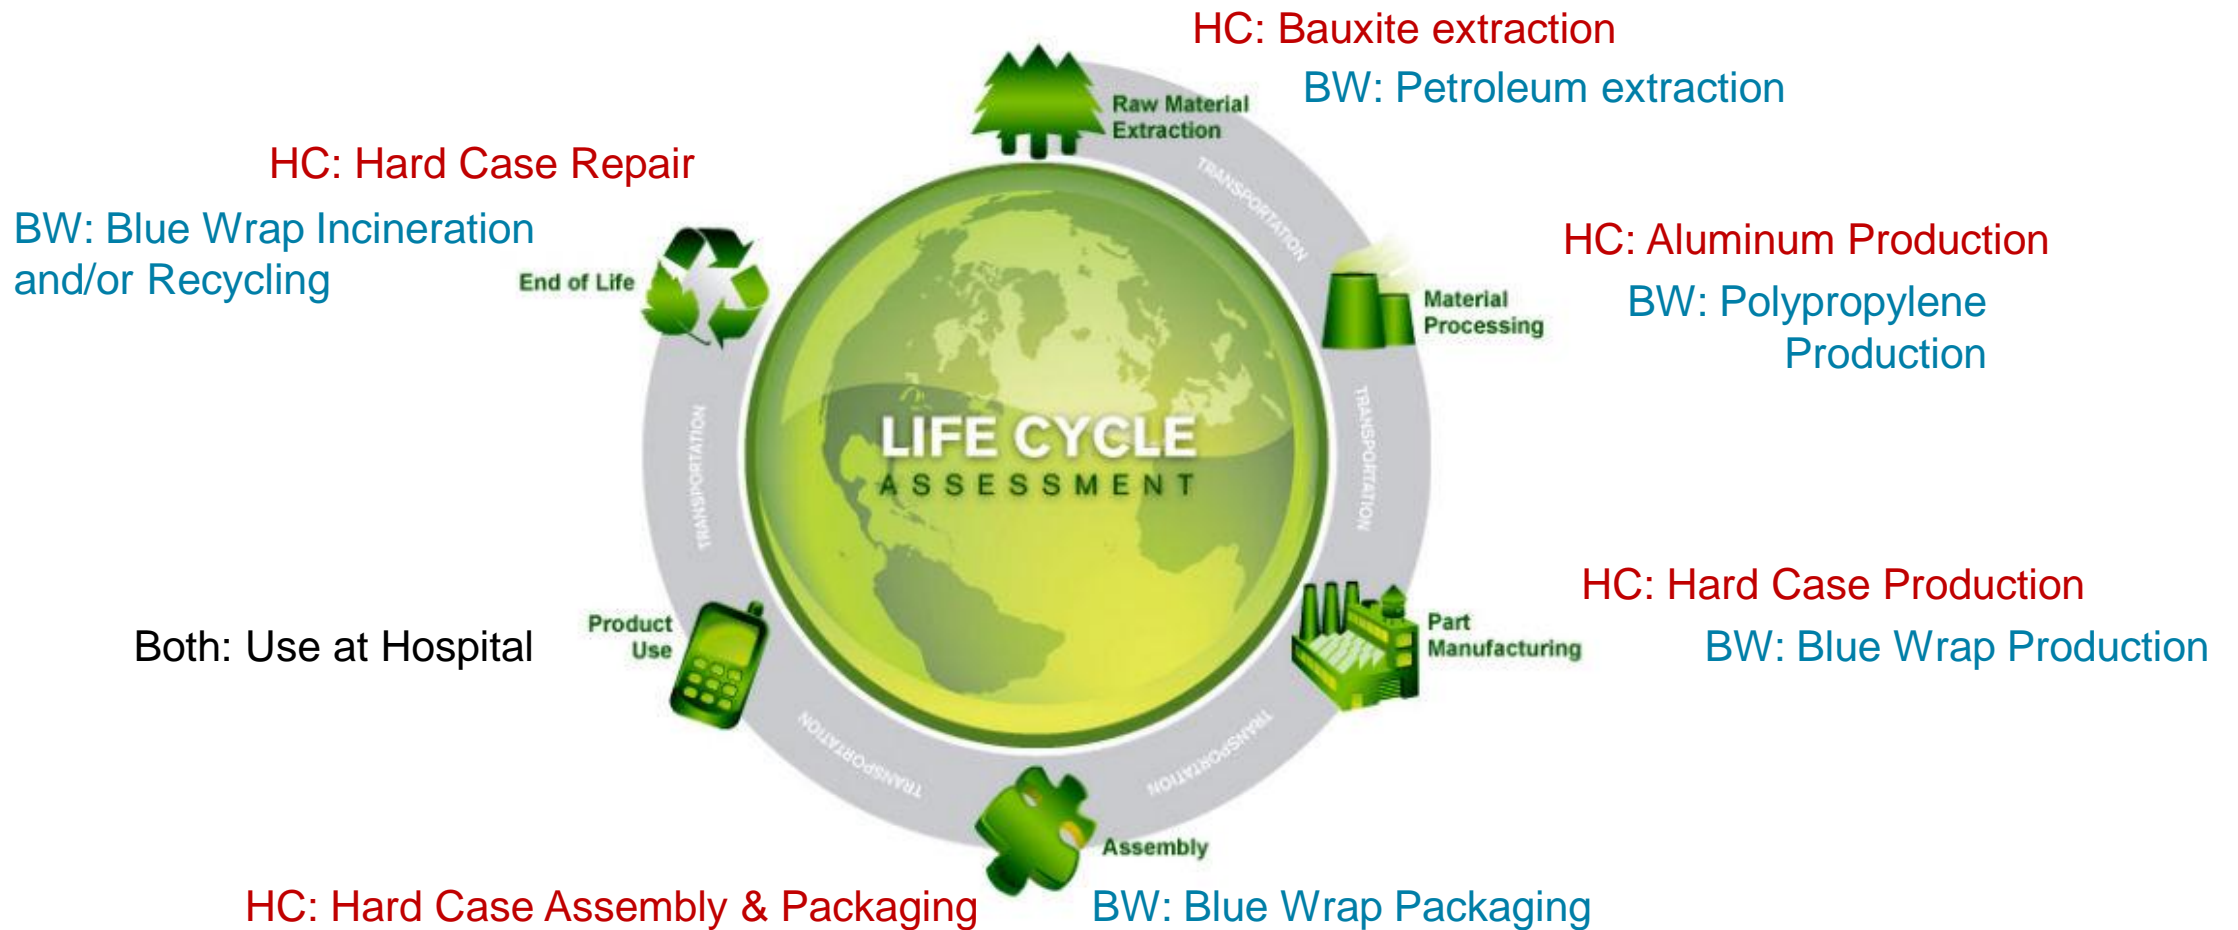 HC: Bauxite extraction
BW: Petroleum extraction
Raw Material
Extraction
TRANSPORTATION
HC: Aluminum Production
BW: Polypropylene
Production
Material
Processing
TRANSPORTATION
HC: Hard Case Production
BW: Blue Wrap Production
Part
Manufacturing
TRANSPORTATION
Assembly
HC: Hard Case Assembly & Packaging
BW: Blue Wrap Packaging
TRANSPORTATION
Product
Use
Both: Use at Hospital
TRANSPORTATION
End of Life
HC: Hard Case Repair
BW: Blue Wrap Incineration
and/or Recycling
LIFE CYCLE
ASSESSMENT